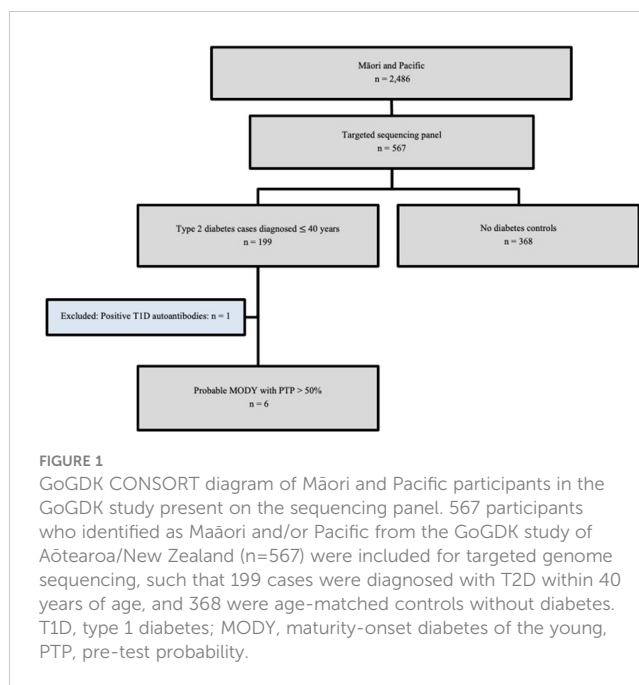 Māori and Pacific
n = 2,486
Targeted sequencing panel
n = 567
Type 2 diabetes cases diagnosed ≤ 40 years
n = 199
No diabetes controls
n = 368
Excluded: Positive T1D autoantibodies: n = 1
Probable MODY with PTP > 50%
n = 6
FIGURE 1
GoGDK CONSORT diagram of Māori and Pacific participants in the
GoGDK study present on the sequencing panel. 567 participants
who identified as Maāori and/or Pacific from the GoGDK study of
Aōtearoa/New Zealand (n=567) were included for targeted genome
sequencing, such that 199 cases were diagnosed with T2D within 40
years of age, and 368 were age-matched controls without diabetes.
T1D, type 1 diabetes; MODY, maturity-onset diabetes of the young,
PTP, pre-test probability.